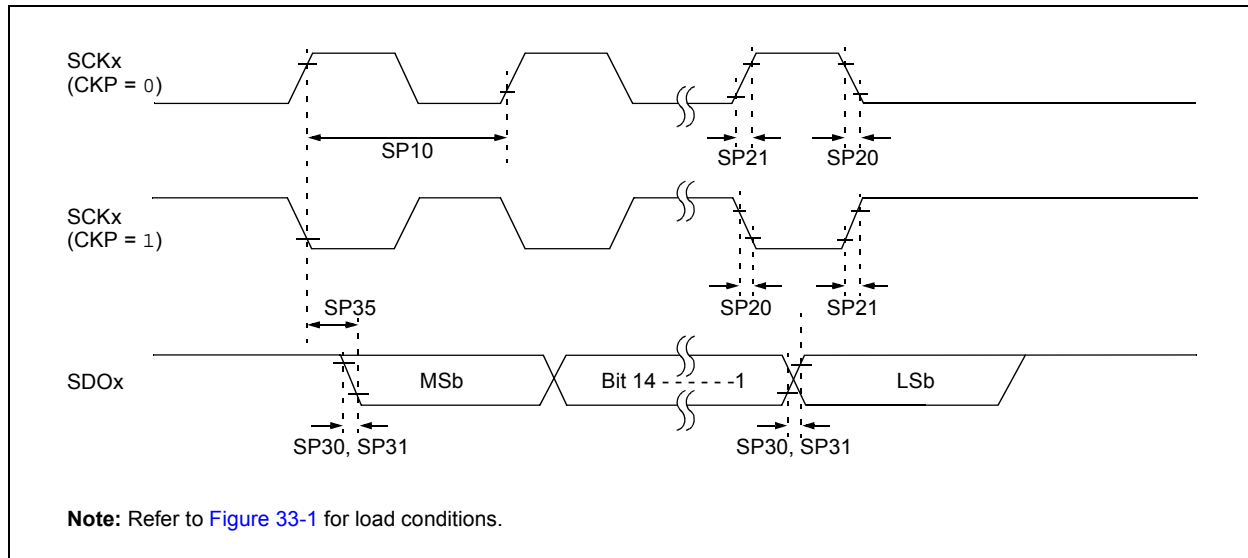 SCKx
(CKP = 0)
SP10
SP21
SP20
SCKx
(CKP = 1)
SP35
SP20
SP21
SDOx
MSb
Bit 14 - - - - - -1
LSb
SP30, SP31
SP30, SP31
Note: Refer to Figure 33-1 for load conditions.